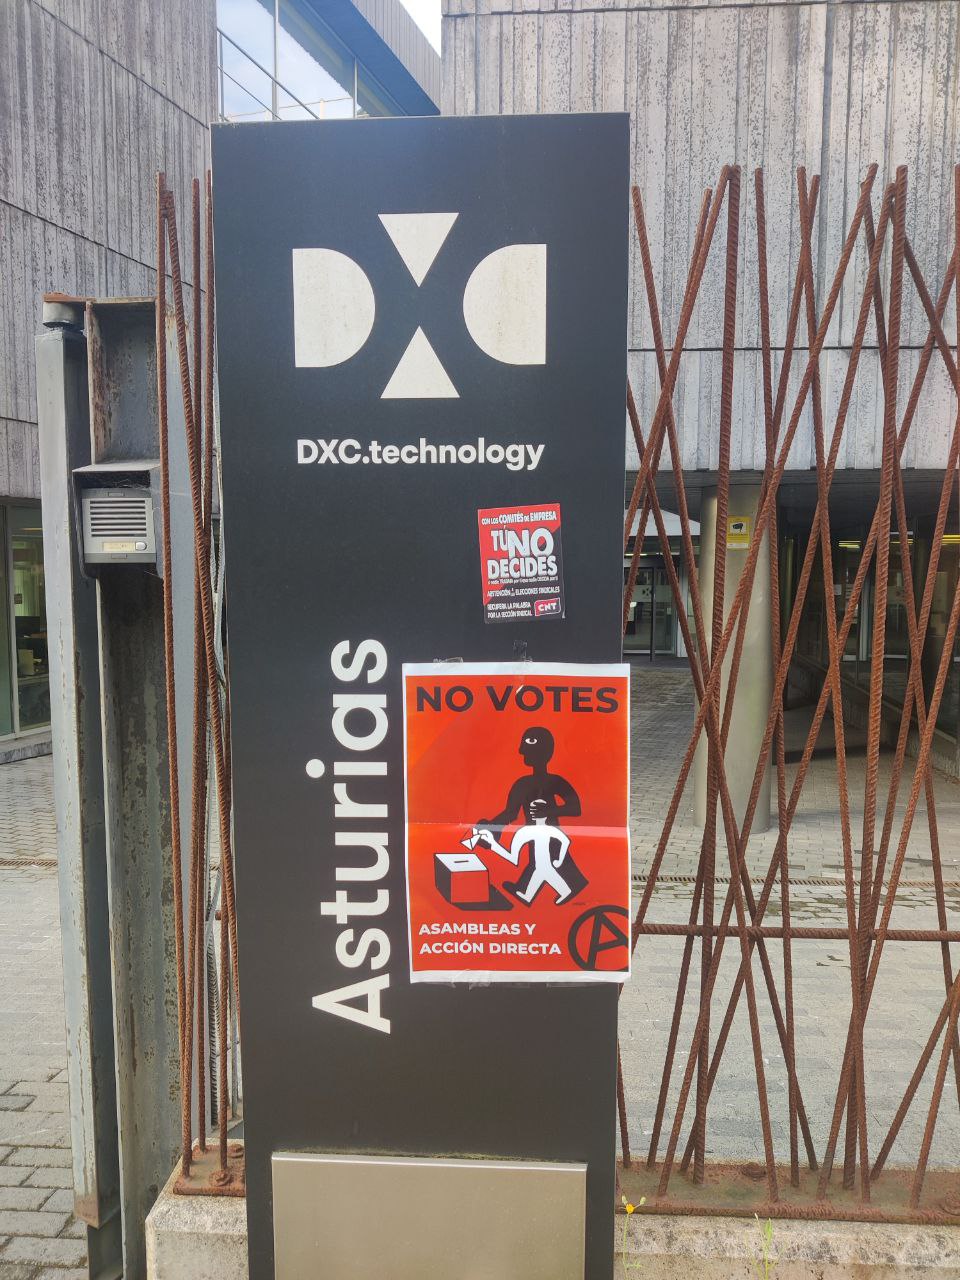 DXC
DXC.technology
CON LOS COMITÉS DE EMPRESA
TÚ NO
DECIDES
ABSTENCIÓN ELECCIONES SINDICALES
RECUPERA LA PALABRA
POR LA SECCIÓN SINDICAL
CNT
Asturias
NO VOTES
ASAMBLEAS Y
ACCIÓN DIRECTA